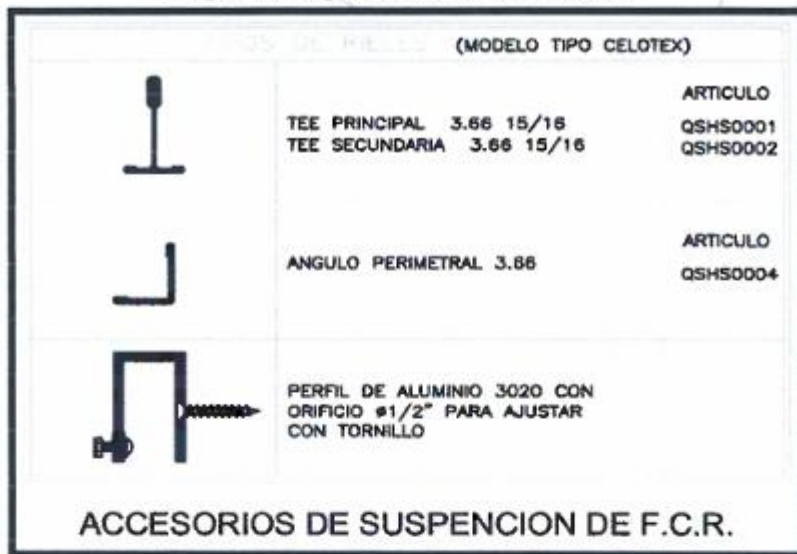 (MODELO TIPO CELOTEX)
ARTICULO
TEE PRINCIPAL 3.66 15/16 QSHS0001
TEE SECUNDARIA 3.66 15/16 QSHS0002
ARTICULO
ANGULO PERIMETRAL 3.66
QSHS0004
PERFIL DE ALUMINIO 3020 CON
ORIFICIO ø1/2" PARA AJUSTAR
CON TORNILLO
ACCESORIOS DE SUSPENCION DE F.C.R.